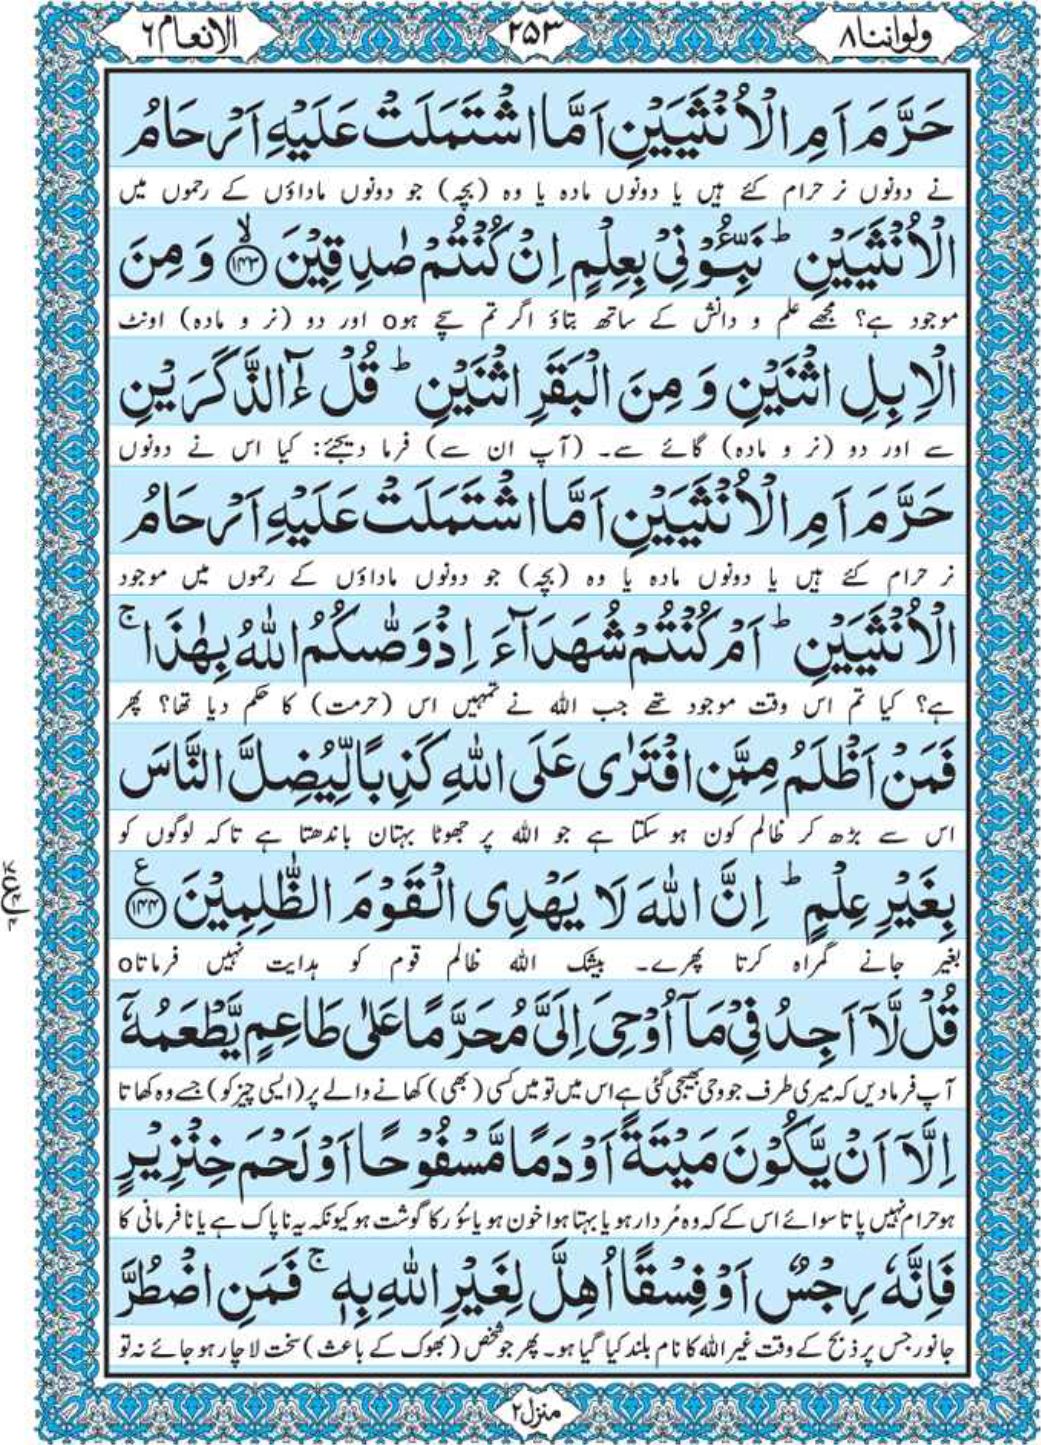 ولواننا ۸
۲۵۳
الانعام ۶
حَرَّمَ اَمِ الْاُنْثَيَيْنِ اَمَّا اشْتَمَلَتْ عَلَيْهِ اَرْحَامُ
نے دونوں نر حرام کئے ہیں یا دونوں مادہ یا وہ (بچہ) جو دونوں ماداؤں کے رحموں میں
الْاُنْثَيَيْنِ ؕ نَبِّـُٔوْنِيْ بِعِلْمٍ اِنْ كُنْتُمْ صٰدِقِيْنَ ۙ﴿۱۴۳﴾ وَ مِنَ
موجود ہے؟ مجھے علم و دانش کے ساتھ بتاؤ اگر تم سچے ہوo اور دو (نر و مادہ) اونٹ
الْاِبِلِ اثْنَيْنِ وَ مِنَ الْبَقَرِ اثْنَيْنِ ؕ قُلْ ءٰٓالذَّكَرَيْنِ
سے اور دو (نر و مادہ) گائے سے۔ (آپ ان سے) فرما دیجئے: کیا اس نے دونوں
حَرَّمَ اَمِ الْاُنْثَيَيْنِ اَمَّا اشْتَمَلَتْ عَلَيْهِ اَرْحَامُ
نر حرام کئے ہیں یا دونوں مادہ یا وہ (بچہ) جو دونوں ماداؤں کے رحموں میں موجود
الْاُنْثَيَيْنِ ؕ اَمْ كُنْتُمْ شُهَدَآءَ اِذْ وَصّٰىكُمُ اللّٰهُ بِهٰذَا ۚ
ہے؟ کیا تم اس وقت موجود تھے جب اللہ نے تمہیں اس (حرمت) کا حکم دیا تھا؟ پھر
فَمَنْ اَظْلَمُ مِمَّنِ افْتَرٰى عَلَى اللّٰهِ كَذِبًا لِّيُضِلَّ النَّاسَ
اس سے بڑھ کر ظالم کون ہو سکتا ہے جو اللہ پر جھوٹا بہتان باندھتا ہے تاکہ لوگوں کو
بِغَيْرِ عِلْمٍ ؕ اِنَّ اللّٰهَ لَا يَهْدِى الْقَوْمَ الظّٰلِمِيْنَ ﴿۱۴۴﴾ ع
بغیر جانے گمراہ کرتا پھرے۔ بیشک اللہ ظالم قوم کو ہدایت نہیں فرماتاo
قُلْ لَّاۤ اَجِدُ فِيْ مَاۤ اُوْحِيَ اِلَيَّ مُحَرَّمًا عَلٰى طَاعِمٍ يَّطْعَمُهٗۤ
آپ فرما دیں کہ میری طرف جو وحی بھیجی گئی ہے اس میں تو میں کسی (بھی) کھانے والے پر (ایسی چیز کو) جسے وہ کھاتا
اِلَّاۤ اَنْ يَّكُوْنَ مَيْتَةً اَوْ دَمًا مَّسْفُوْحًا اَوْ لَحْمَ خِنْزِيْرٍ
ہو حرام نہیں پاتا سوائے اس کے کہ وہ مُردار ہو یا بہتا ہوا خون ہو یا سؤر کا گوشت ہو کیونکہ یہ ناپاک ہے یا نافرمانی کا
فَاِنَّهٗ رِجْسٌ اَوْ فِسْقًا اُهِلَّ لِغَيْرِ اللّٰهِ بِهٖ ۚ فَمَنِ اضْطُرَّ
جانور جس پر ذبح کے وقت غیر اللہ کا نام بلند کیا گیا ہو۔ پھر جو شخص (بھوک کے باعث) سخت لاچار ہو جائے نہ تو
منزل ۲